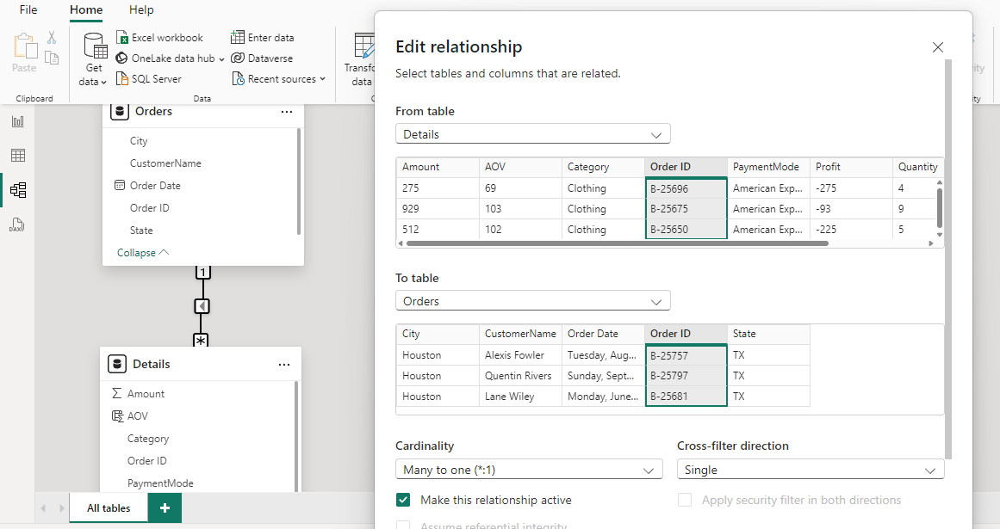 File Home Help
Paste
Get data
Excel workbook
OneLake data hub
SQL Server
Enter data
Dataverse
Recent sources
data
Clipboard
Data
Orders
City
CustomerName
Order Date
Order ID
State
Collapse
1
*
Details
Amount
AOV
Category
Order ID
PaymentMode
All tables
+
DAX
Edit relationship
Select tables and columns that are related.
From table
Details
Amount AOV Category Order ID PaymentMode Profit Quantity
275 69 Clothing B-25696 American Exp... -275 4
929 103 Clothing B-25675 American Exp... -93 9
512 102 Clothing B-25650 American Exp... -225 5
To table
Orders
City CustomerName Order Date Order ID State
Houston Alexis Fowler Tuesday, Aug... B-25757 TX
Houston Quentin Rivers Sunday, Sept... B-25797 TX
Houston Lane Wiley Monday, June... B-25681 TX
Cardinality Cross-filter direction
Many to one (*:1) Single
Make this relationship active Apply security filter in both directions
Assume referential integrity